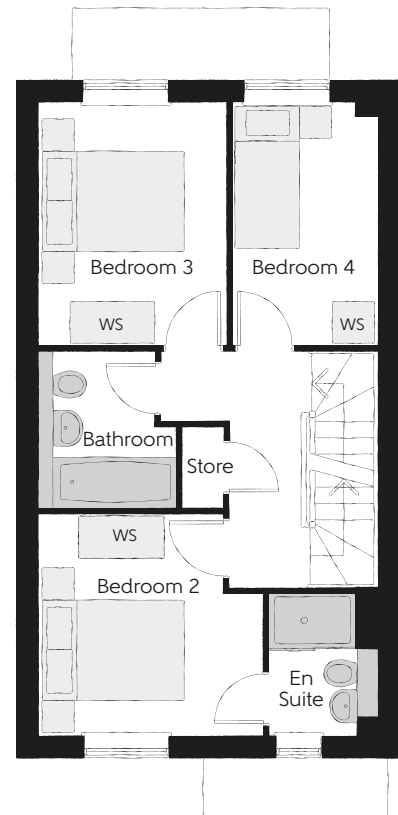 Bedroom 3
Bedroom 4
WS
WS
Bathroom
Store
WS
Bedroom 2
En
Suite